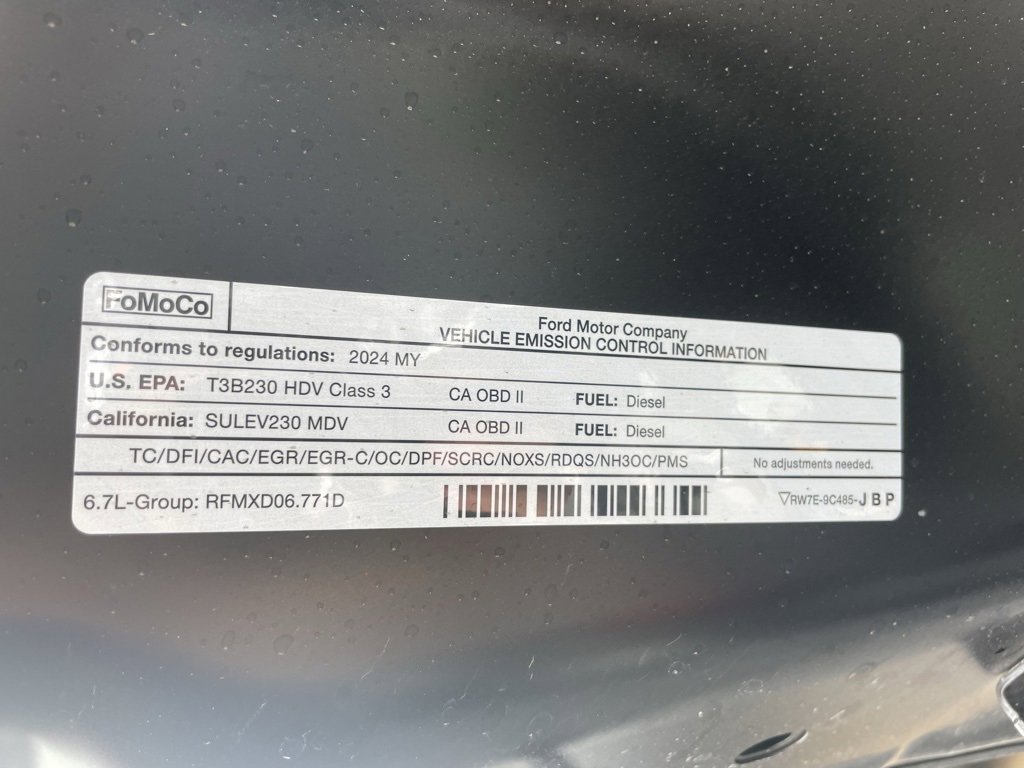 FoMoCo
Ford Motor Company
VEHICLE EMISSION CONTROL INFORMATION
Conforms to regulations: 2024 MY
U.S. EPA: T3B230 HDV Class 3 CA OBD II FUEL: Diesel
California: SULEV230 MDV CA OBD II FUEL: Diesel
TC/DFI/CAC/EGR/EGR-C/OC/DPF/SCRC/NOXS/RDQS/NH3OC/PMS No adjustments needed.
6.7L-Group: RFMXD06.771D ▽RW7E-9C485-J B P